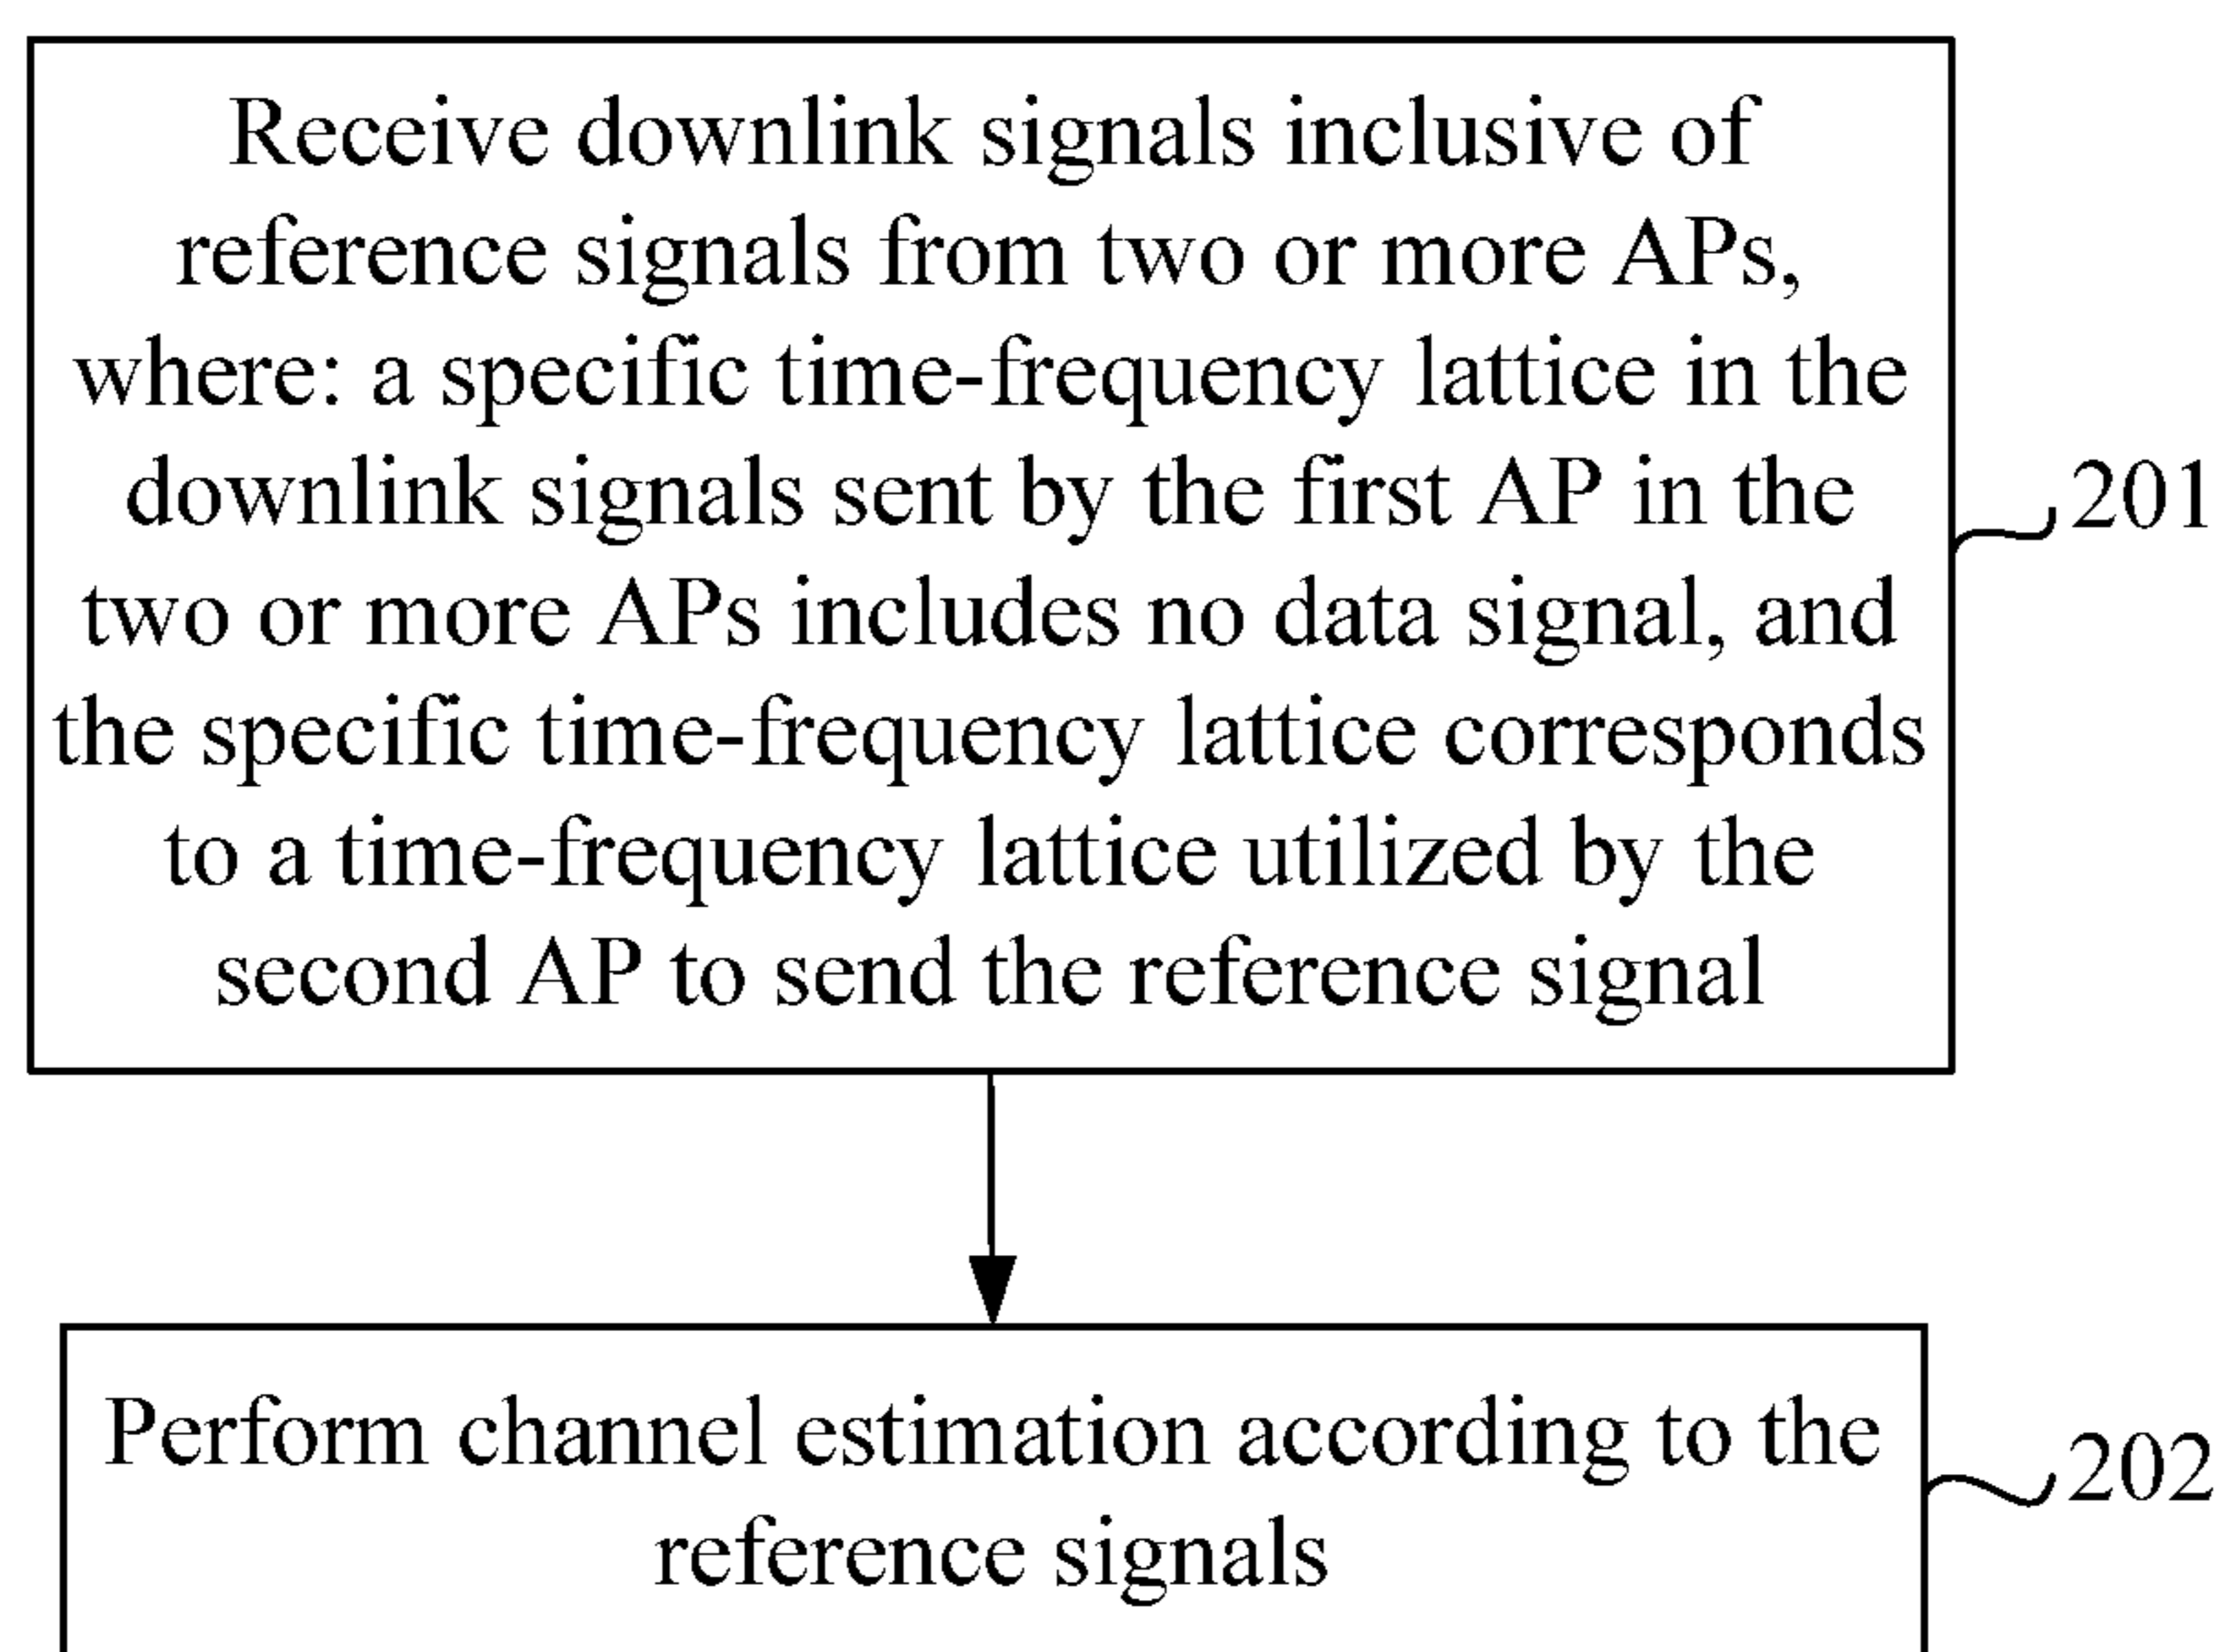 Receive downlink signals inclusive of
reference signals from two or more APs,
where: a specific time-frequency lattice in the
downlink signals sent by the first AP in the
two or more APs includes no data signal, and
the specific time-frequency lattice corresponds
to a time-frequency lattice utilized by the
second AP to send the reference signal
201
Perform channel estimation according to the
reference signals
202